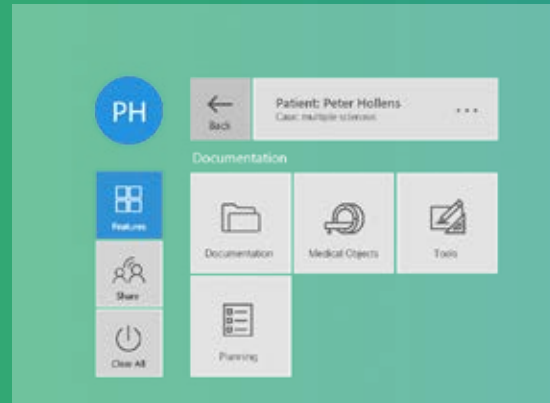 PH
Back
Patient: Peter Hollens
Case: multiple sclerosis
...
Documentation
Features
Documentation
Medical Objects
Tools
Share
Clear All
Planning